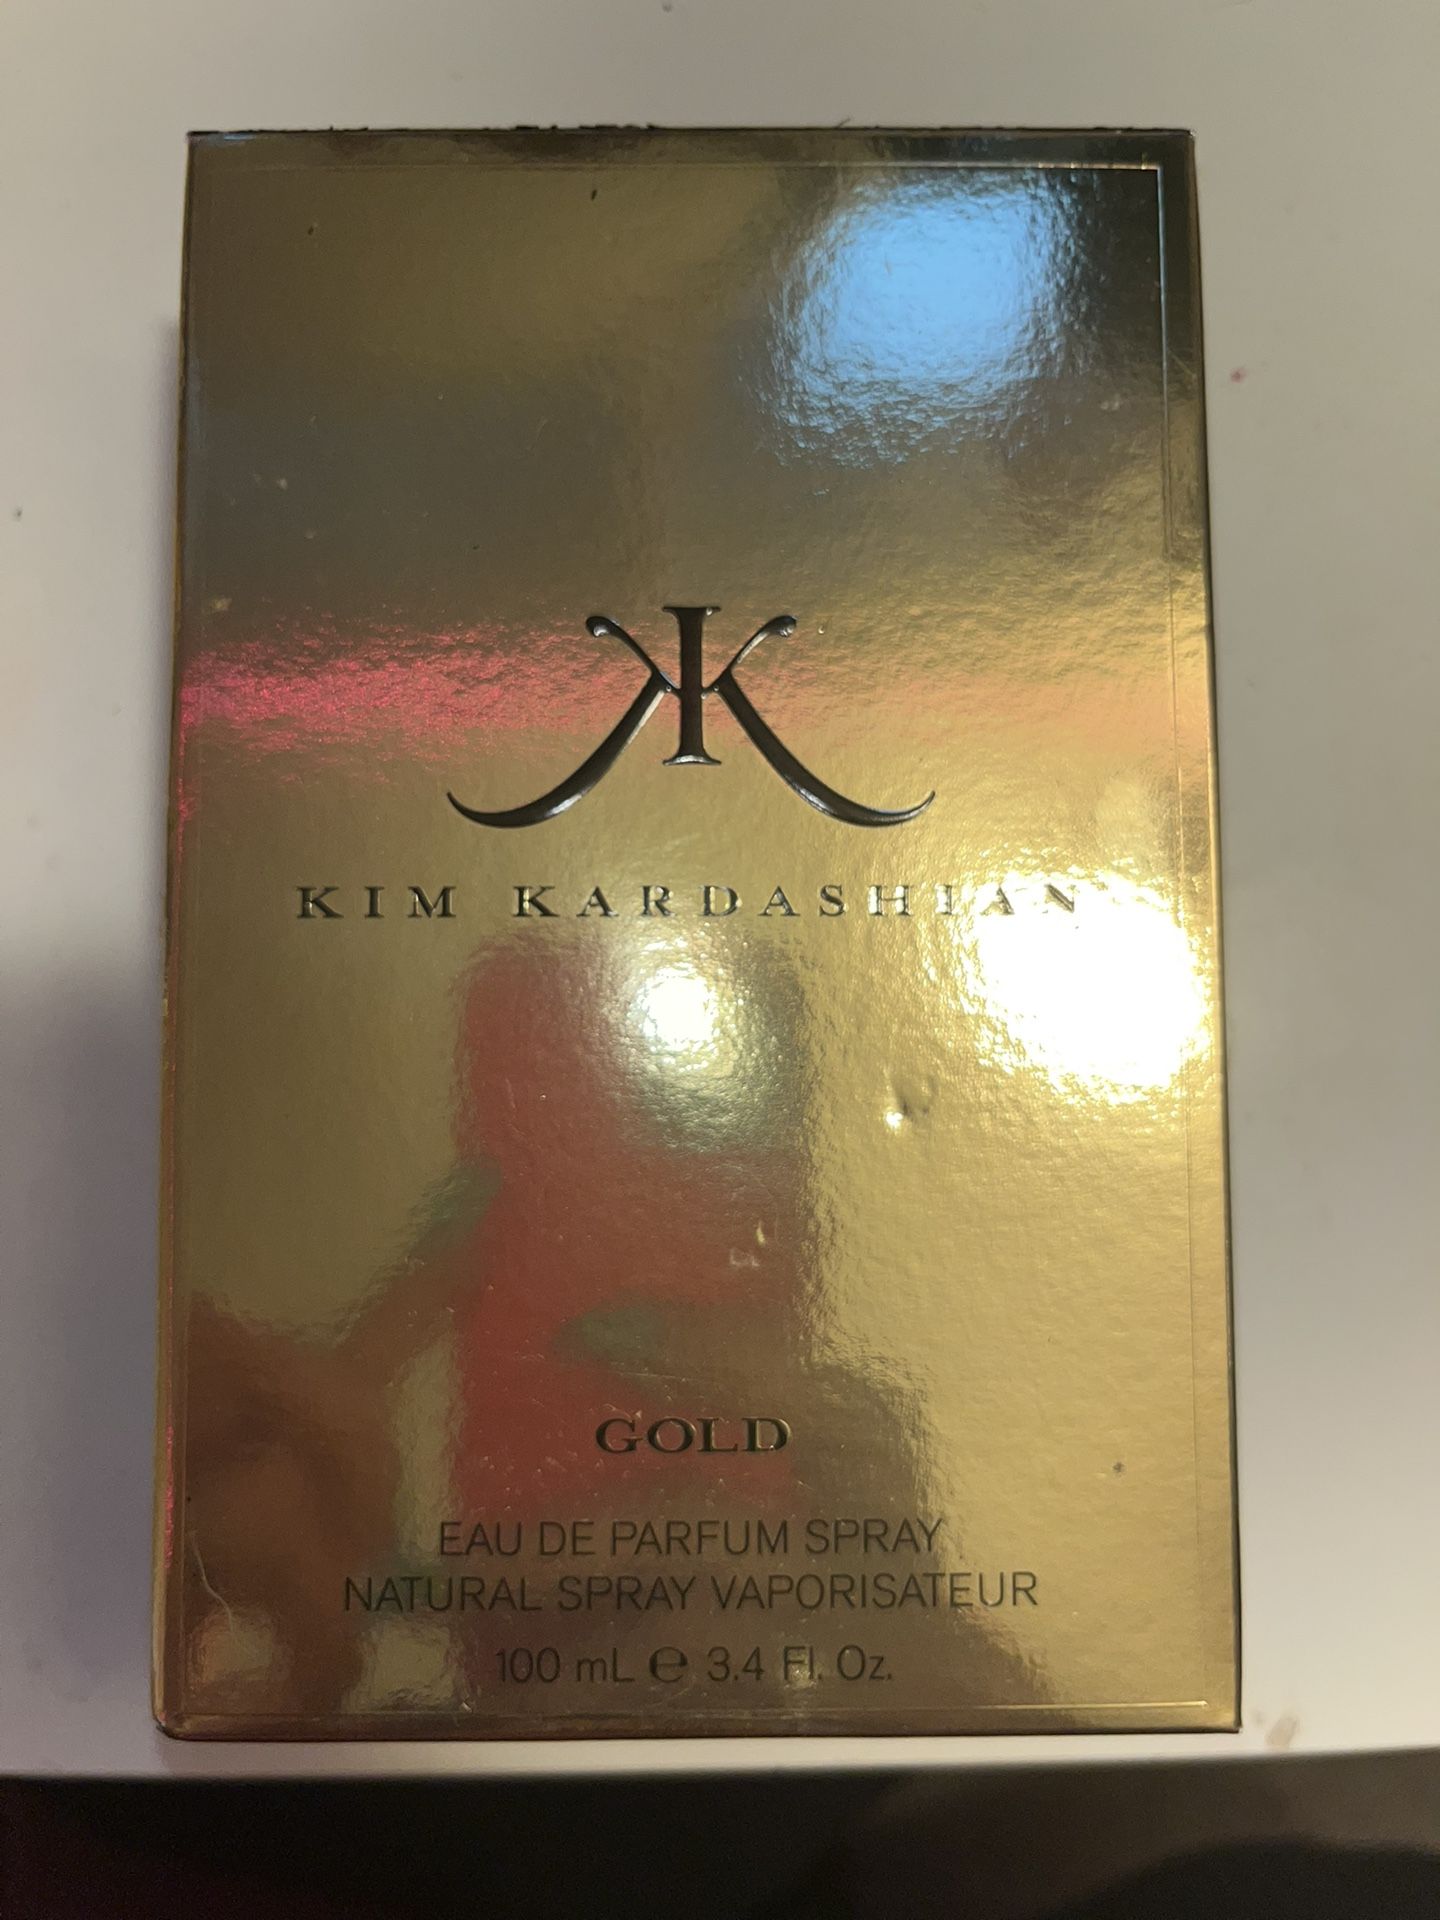 KK
KIM KARDASHIAN
GOLD
EAU DE PARFUM SPRAY
NATURAL SPRAY VAPORISATEUR
100 mL ℮ 3.4 Fl. Oz.